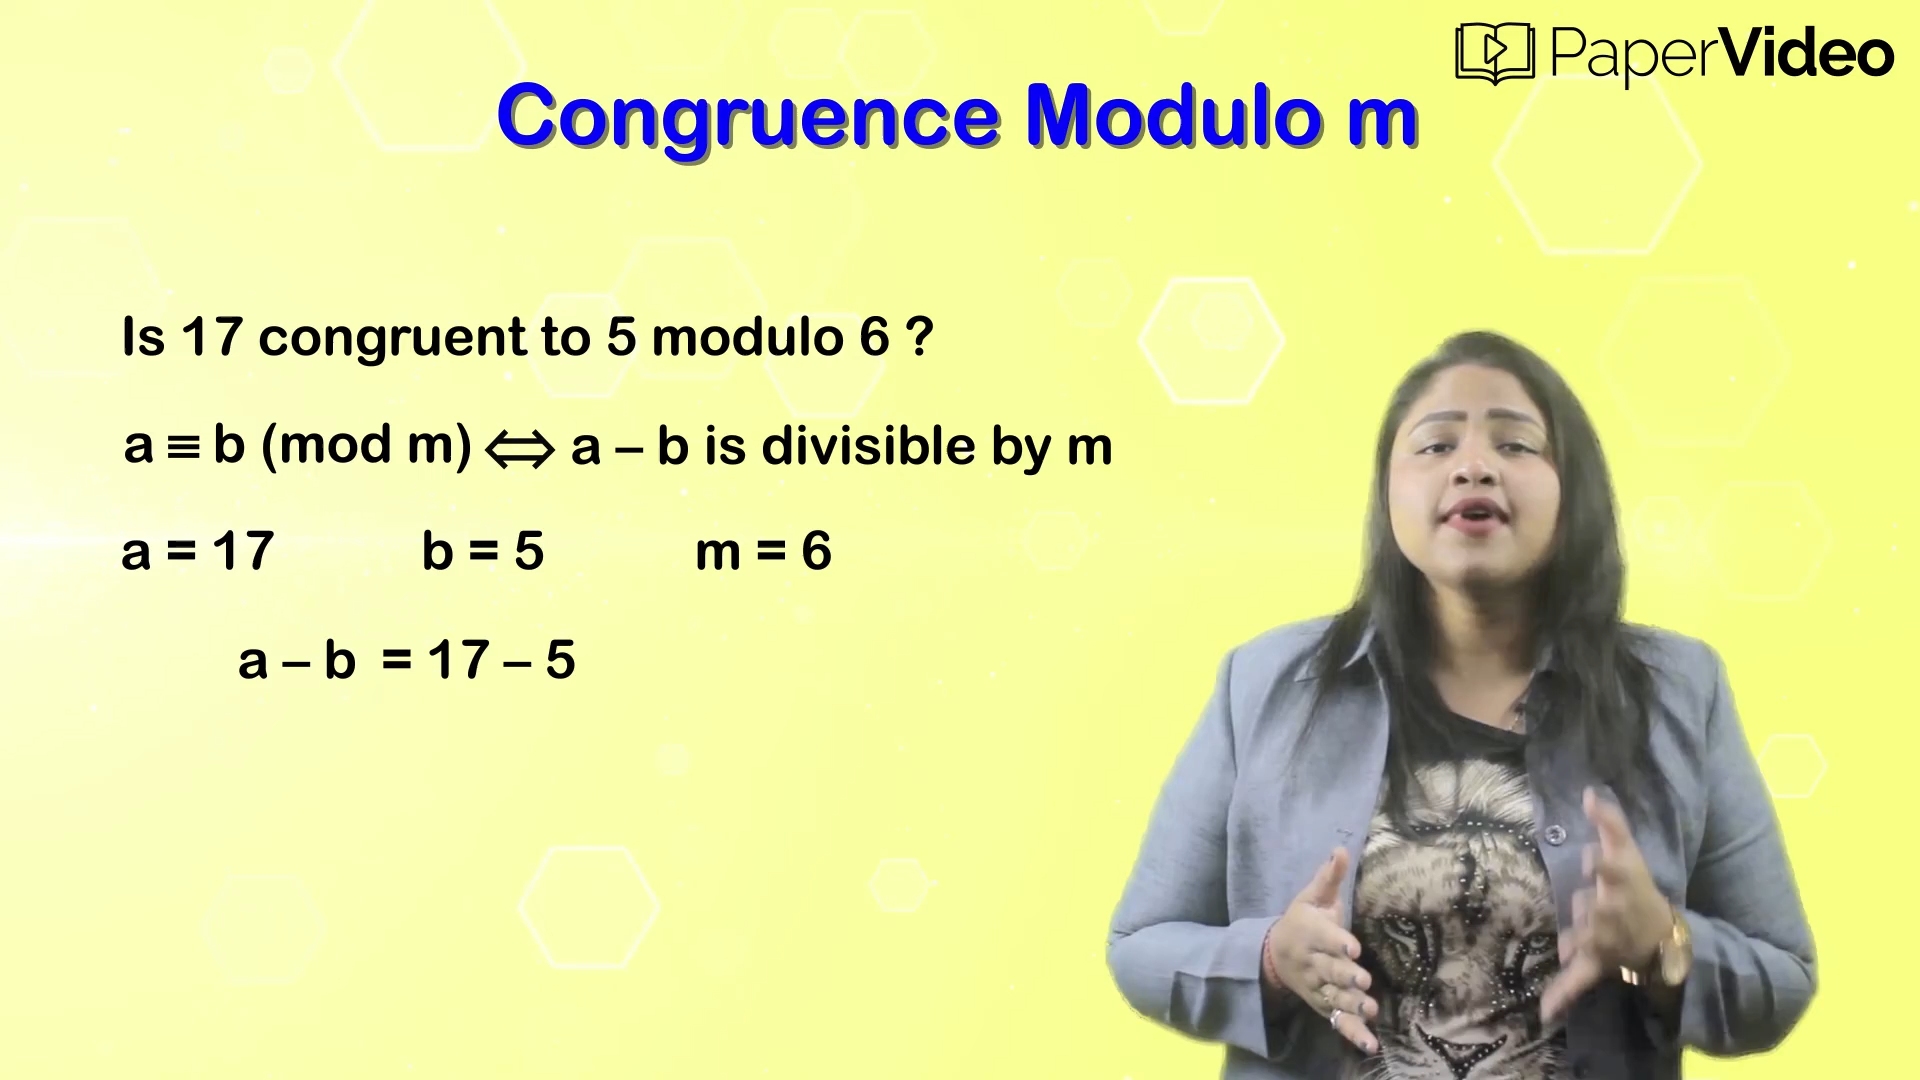 PaperVideo
Congruence Modulo m
Is 17 congruent to 5 modulo 6 ?
a ≡ b (mod m) ⇔ a – b is divisible by m
a = 17 b = 5 m = 6
a – b = 17 – 5